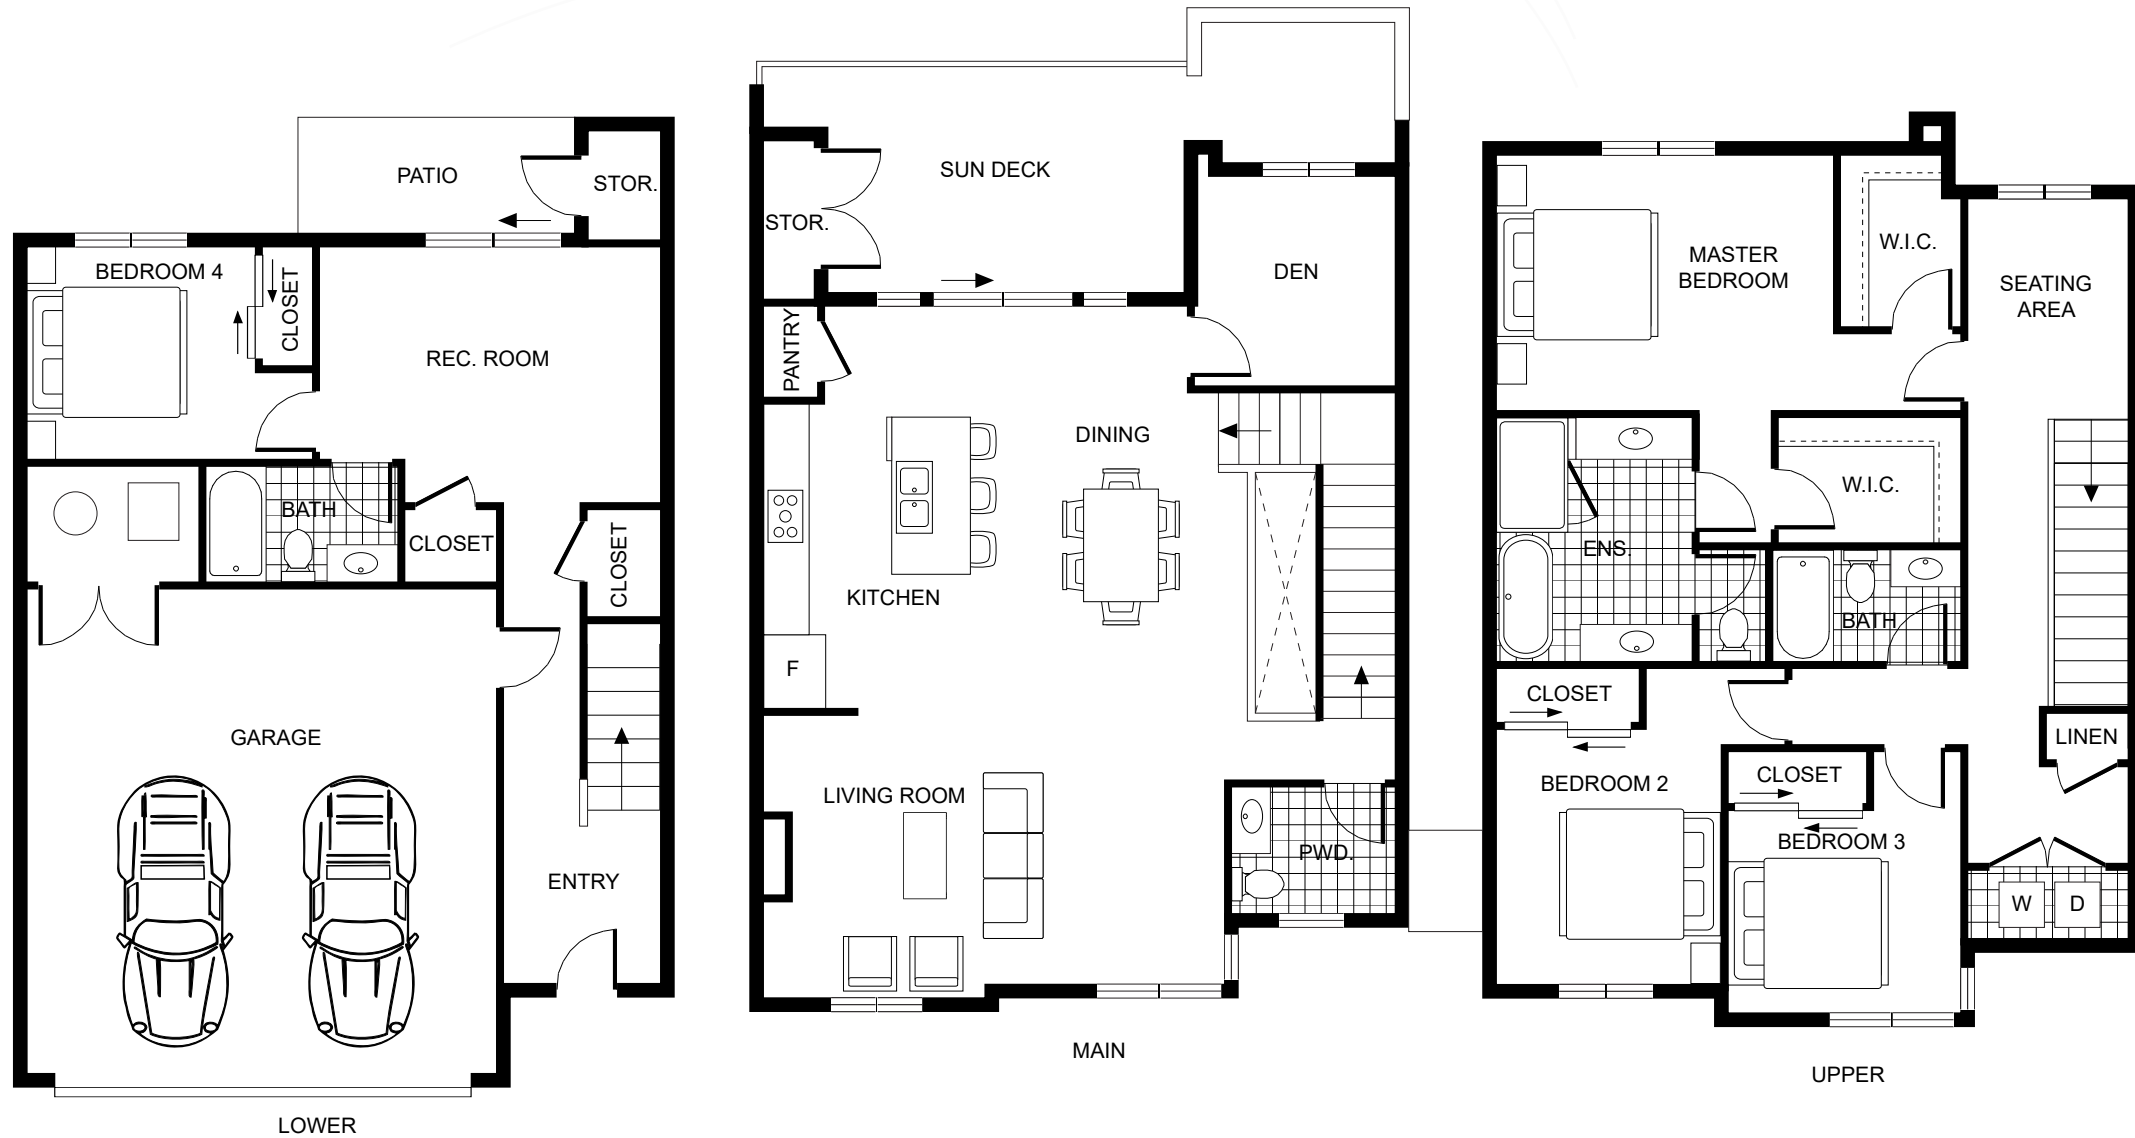 PATIO
STOR.
BEDROOM 4
CLOSET
REC. ROOM
BATH
CLOSET
CLOSET
GARAGE
ENTRY
LOWER
SUN DECK
STOR.
DEN
PANTRY
DINING
KITCHEN
F
LIVING ROOM
PWD.
MAIN
MASTER
BEDROOM
W.I.C.
SEATING
AREA
W.I.C.
ENS.
BATH
CLOSET
LINEN
BEDROOM 2
CLOSET
BEDROOM 3
W
D
UPPER